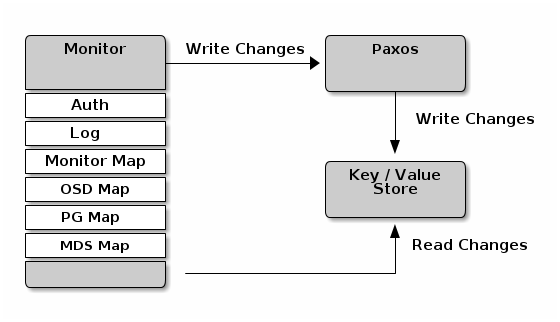 Monitor
Write Changes
Paxos
Auth
Log
Monitor Map
OSD Map
PG Map
MDS Map
Write Changes
Key / Value
Store
Read Changes